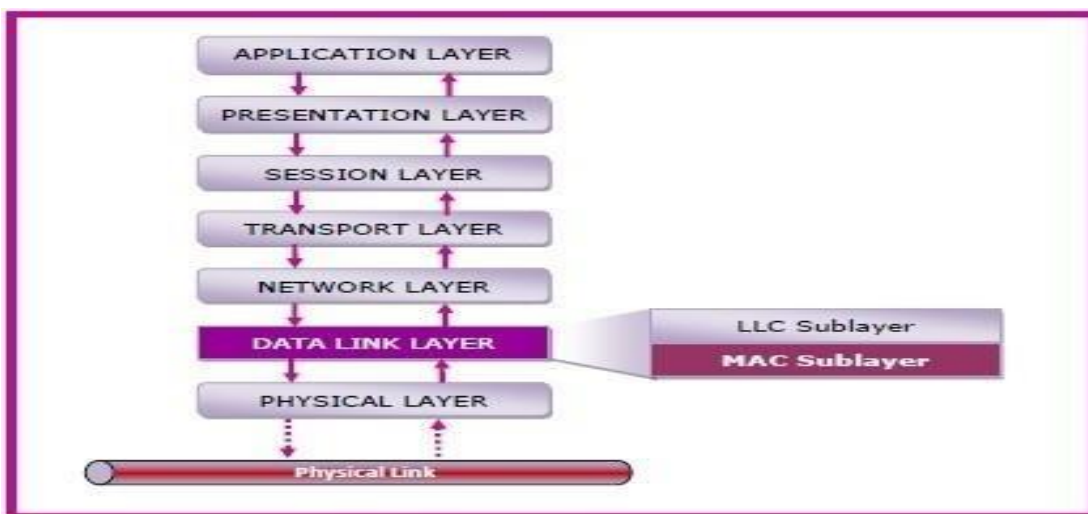 APPLICATION LAYER
PRESENTATION LAYER
SESSION LAYER
TRANSPORT LAYER
NETWORK LAYER
DATA LINK LAYER
LLC Sublayer
MAC Sublayer
PHYSICAL LAYER
Physical Link